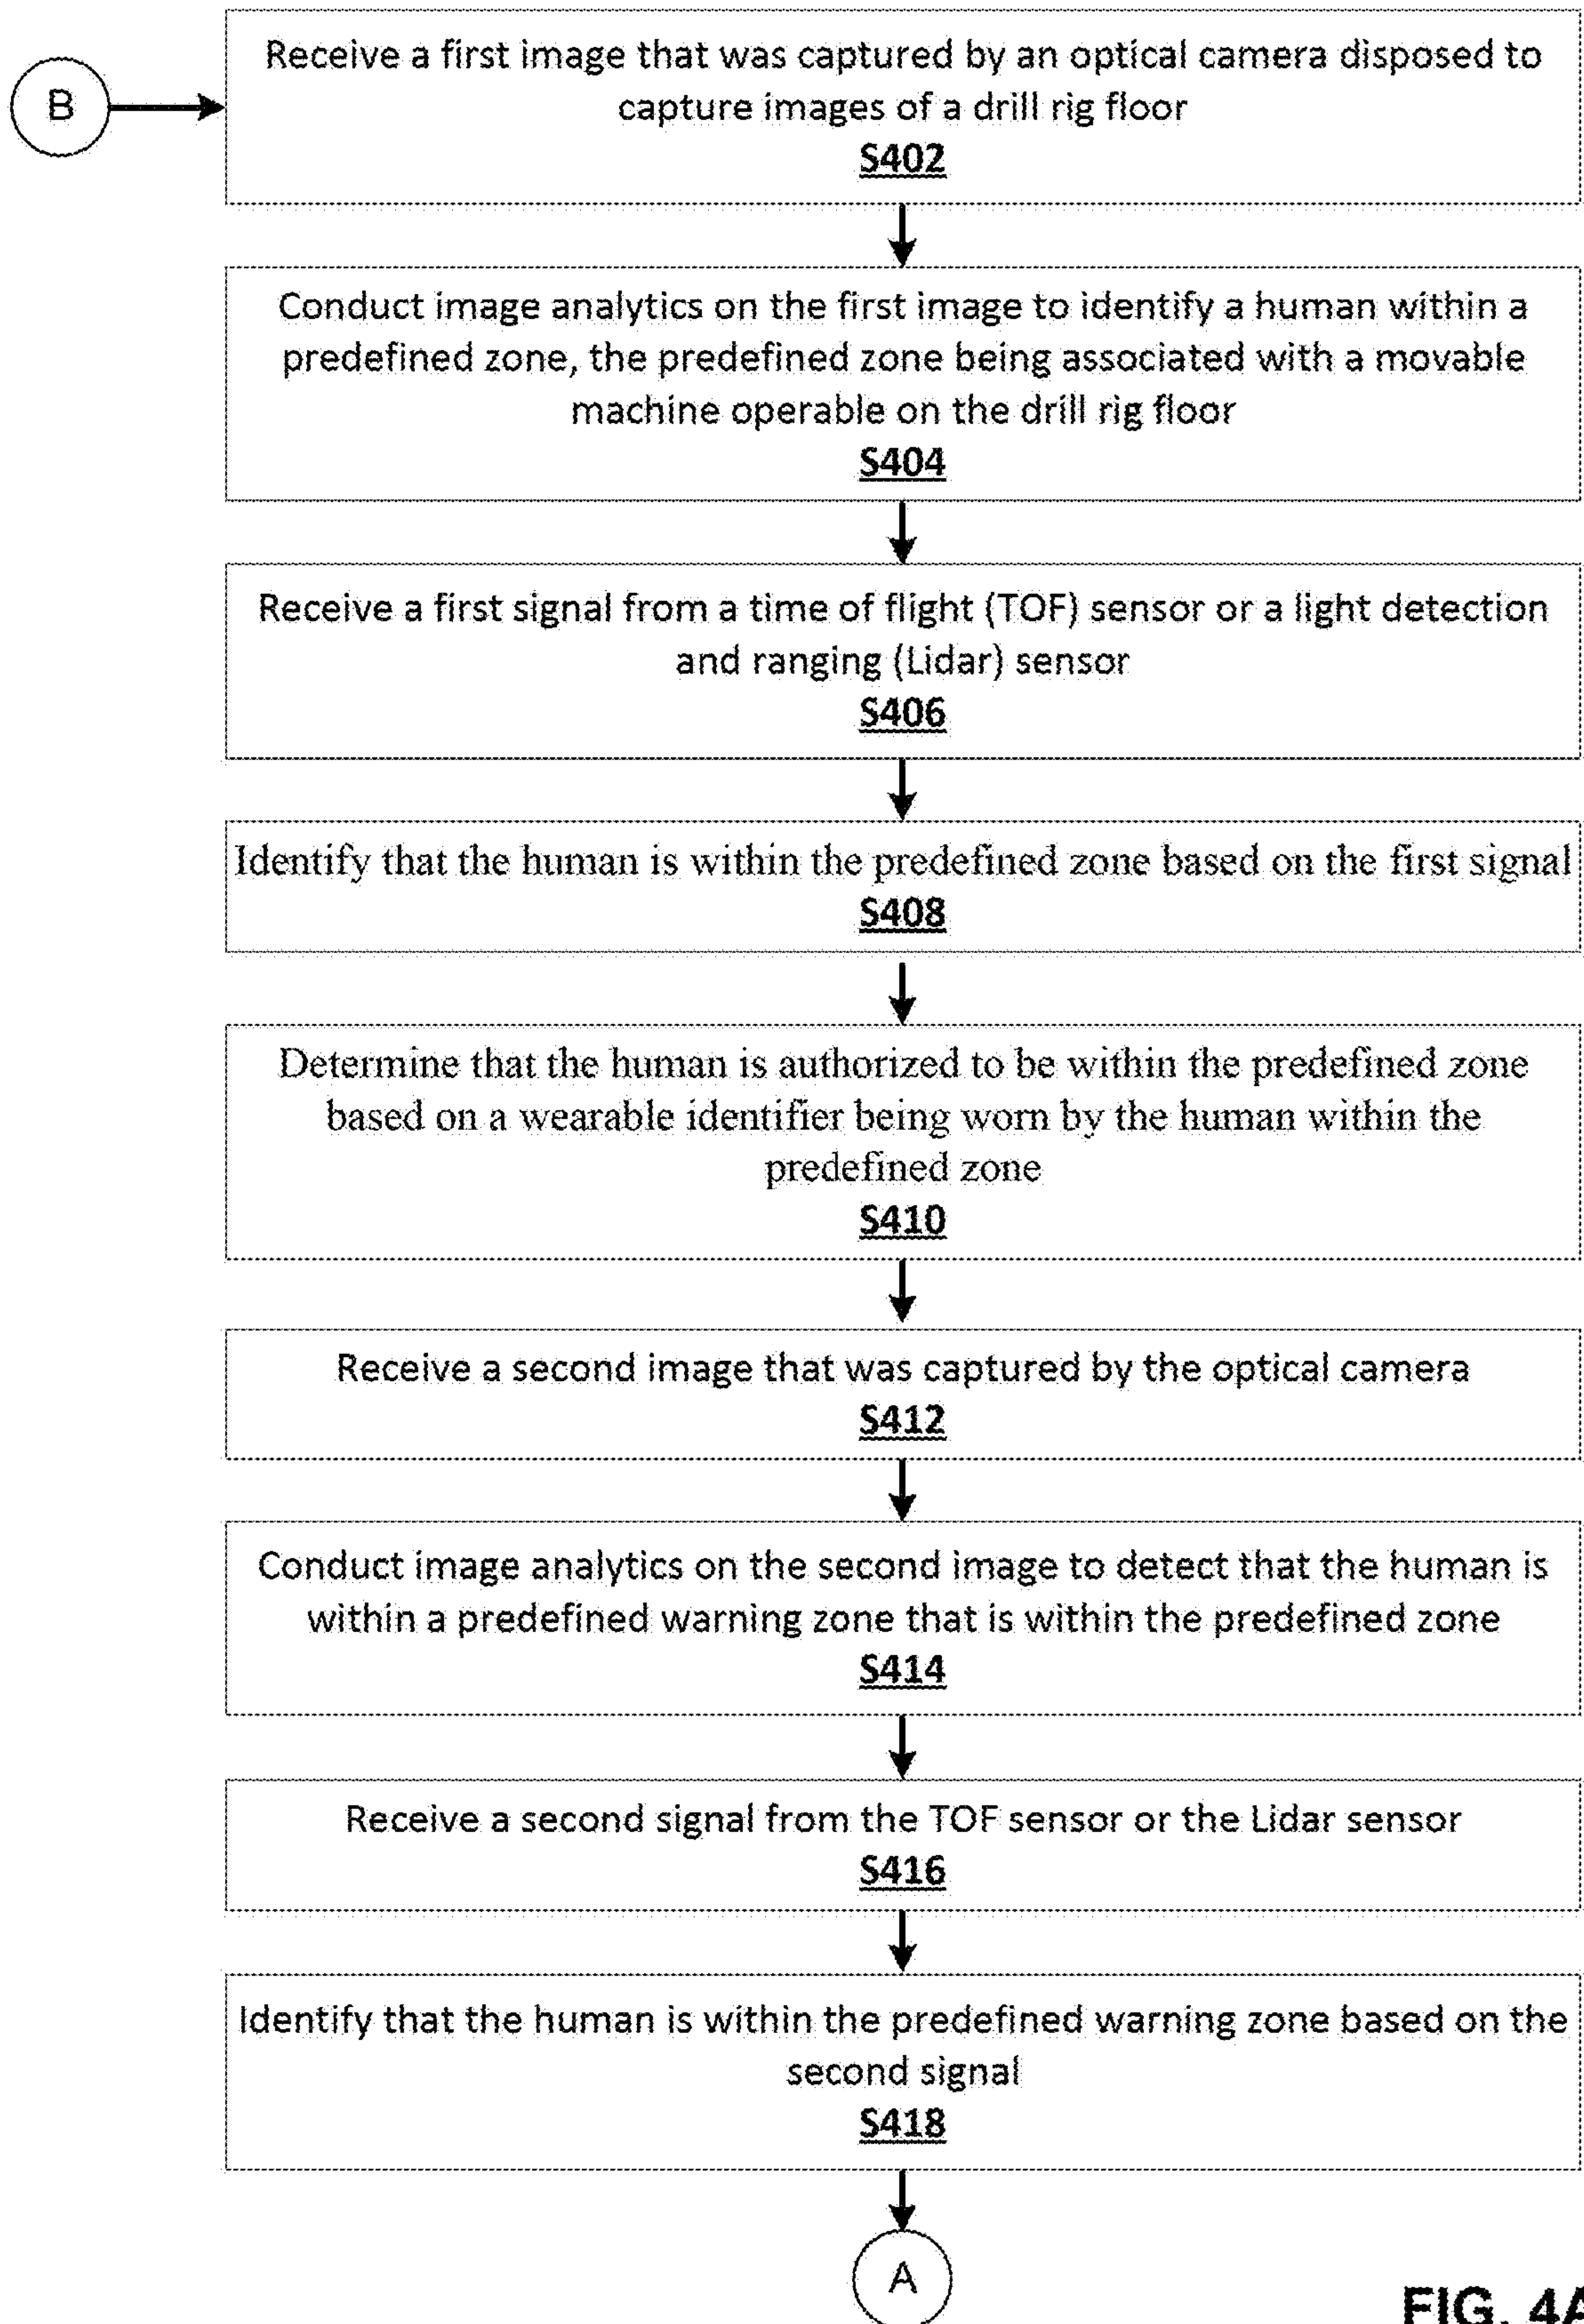 B
Receive a first image that was captured by an optical camera disposed to
capture images of a drill rig floor
S402
Conduct image analytics on the first image to identify a human within a
predefined zone, the predefined zone being associated with a movable
machine operable on the drill rig floor
S404
Receive a first signal from a time of flight (TOF) sensor or a light detection
and ranging (Lidar) sensor
S406
Identify that the human is within the predefined zone based on the first signal
S408
Determine that the human is authorized to be within the predefined zone
based on a wearable identifier being worn by the human within the
predefined zone
S410
Receive a second image that was captured by the optical camera
S412
Conduct image analytics on the second image to detect that the human is
within a predefined warning zone that is within the predefined zone
S414
Receive a second signal from the TOF sensor or the Lidar sensor
S416
Identify that the human is within the predefined warning zone based on the
second signal
S418
A
FIG. 4A